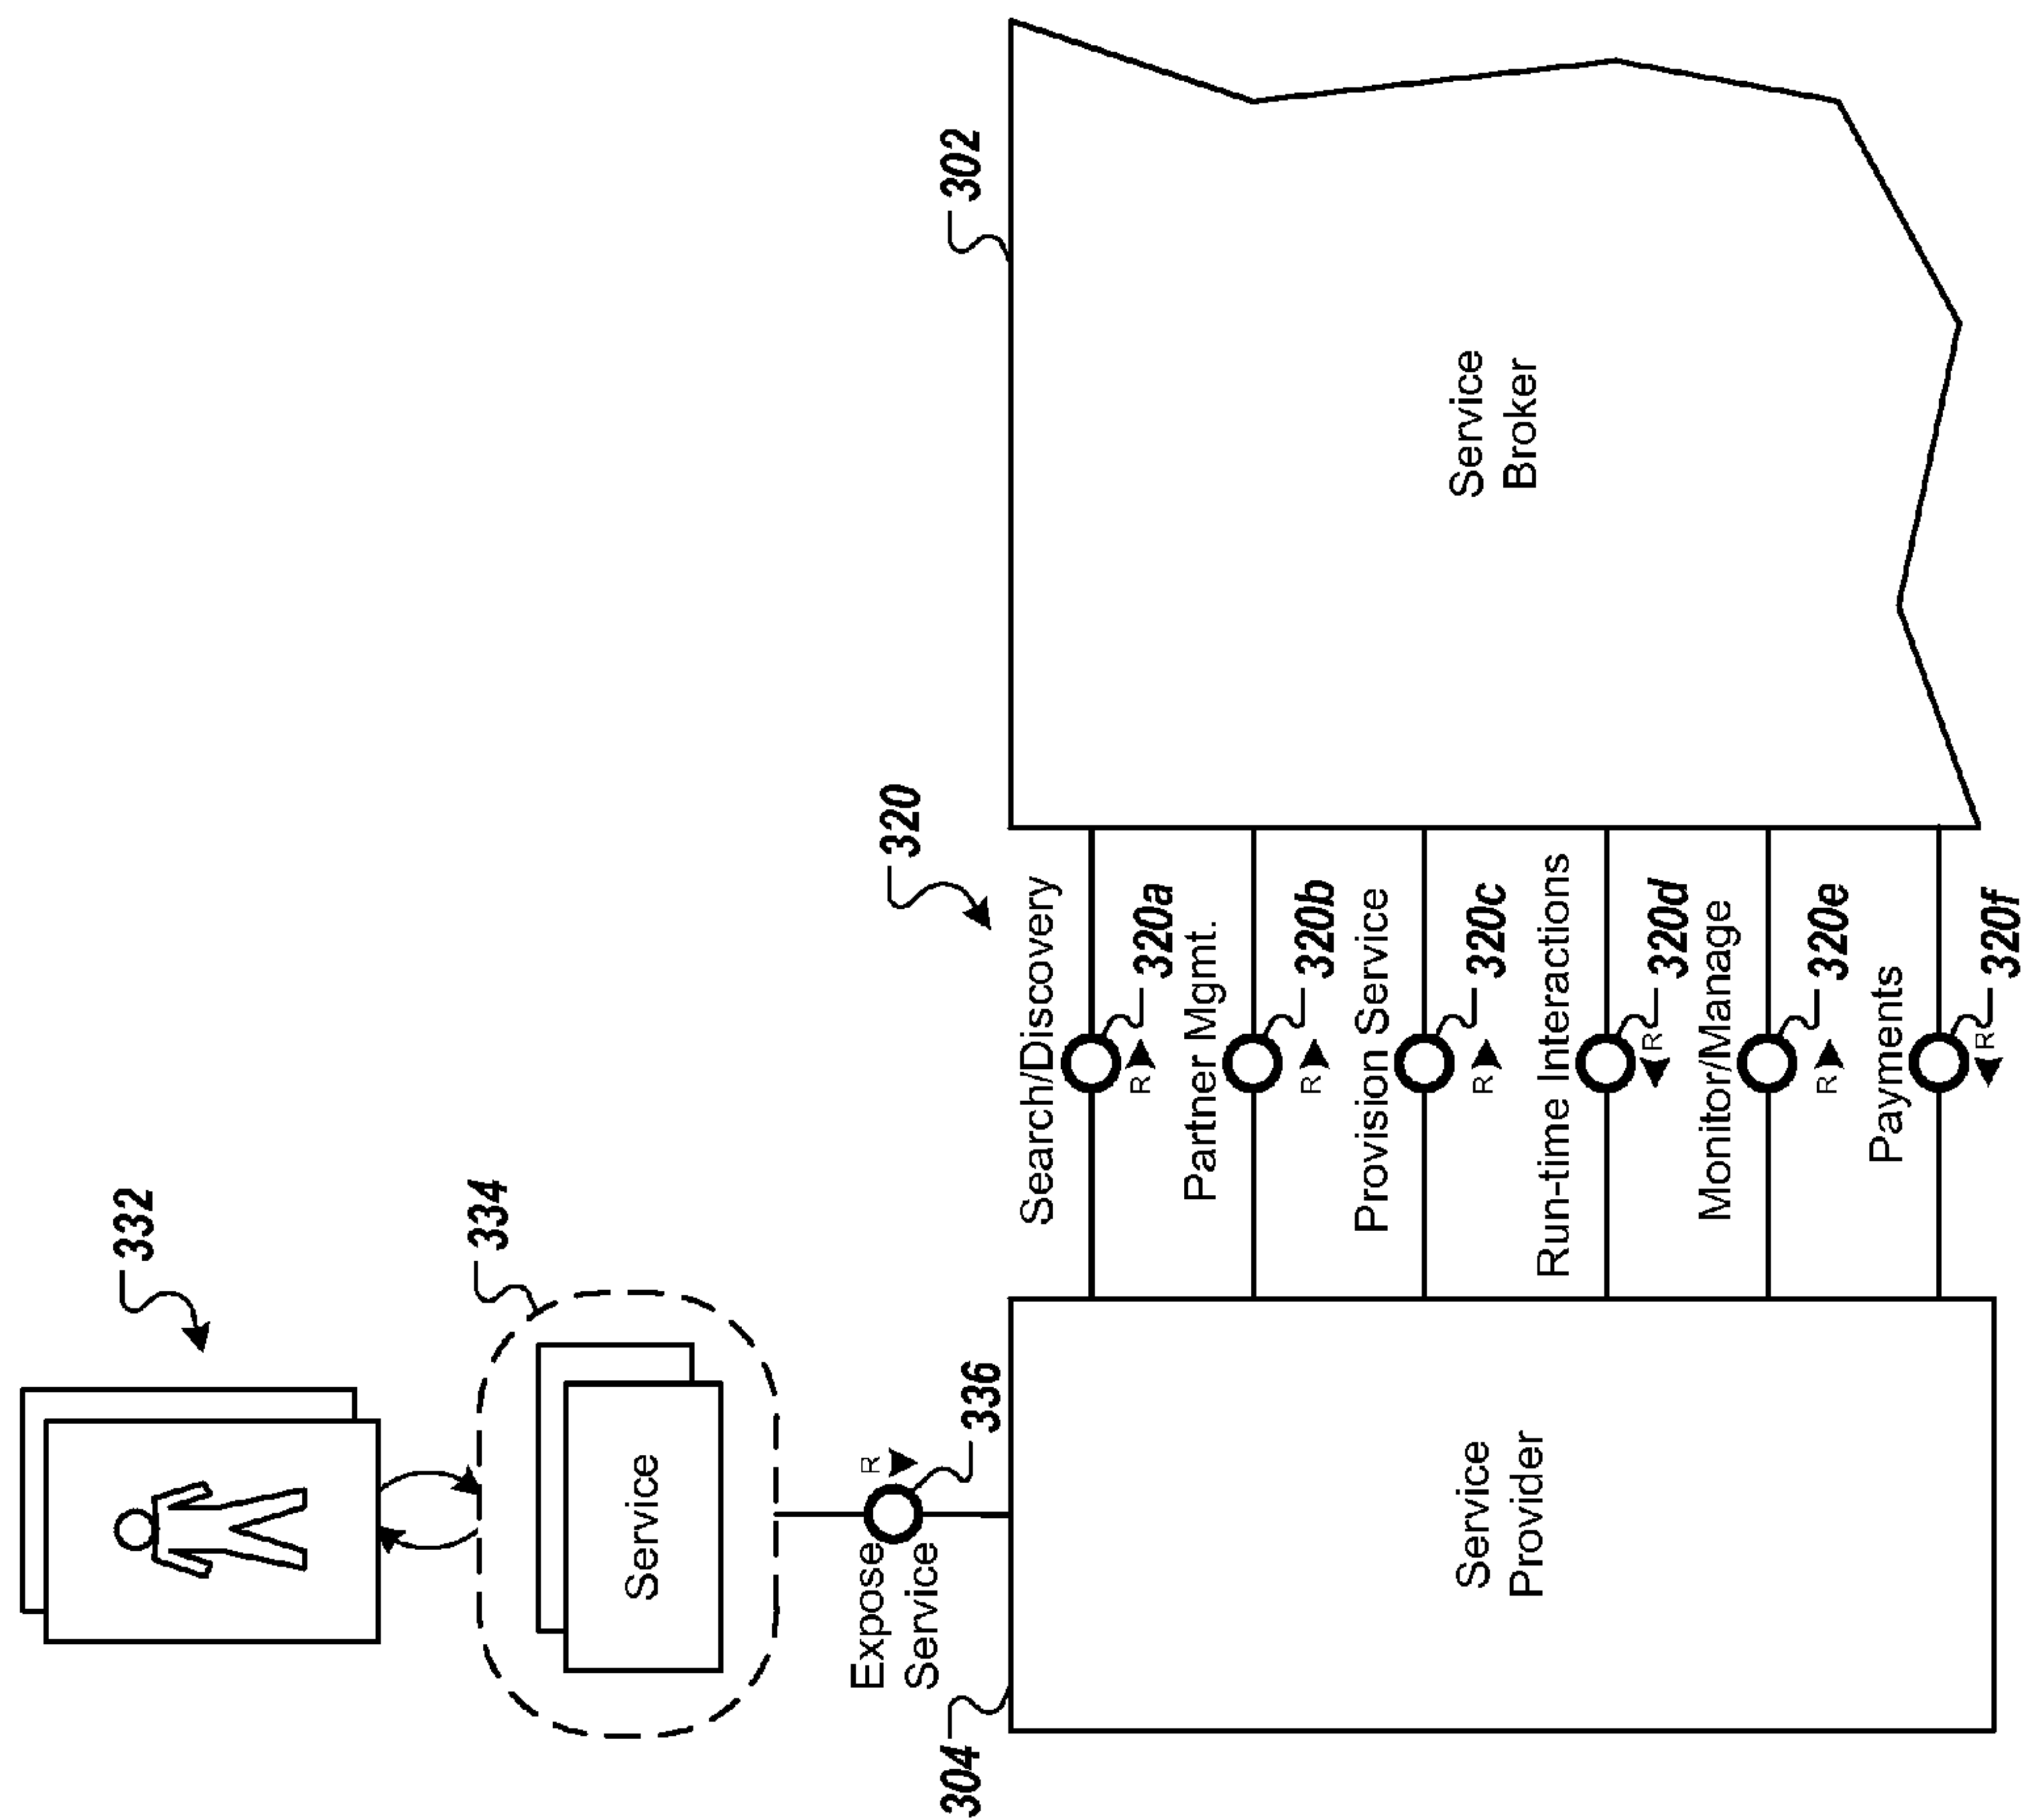 332
334
Service
Expose
Service
R
336
304
Service
Provider
320
Search/Discovery
R
320a
Partner Mgmt.
R
320b
Provision Service
R
320c
Run-time Interactions
R
320d
Monitor/Manage
R
320e
Payments
R
320f
302
Service
Broker